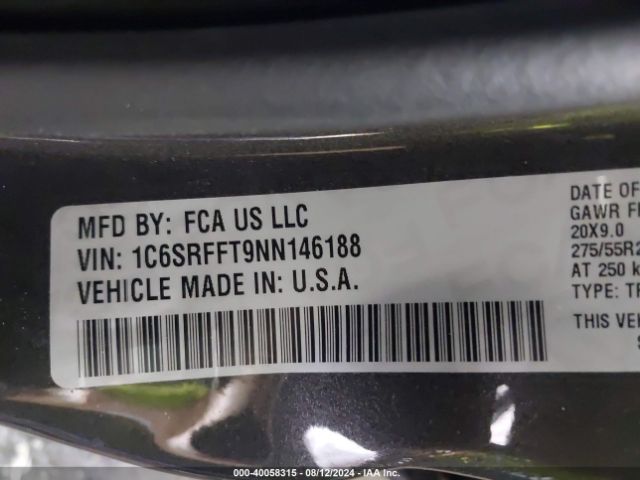 MFD BY: FCA US LLC
VIN: 1C6SRFFT9NN146188
VEHICLE MADE IN: U.S.A.
DATE OF
GAWR
20X9.0
275/55R2
AT 250
TYPE:
THIS
000-40058315 - 08/12/2024 - IAA Inc.